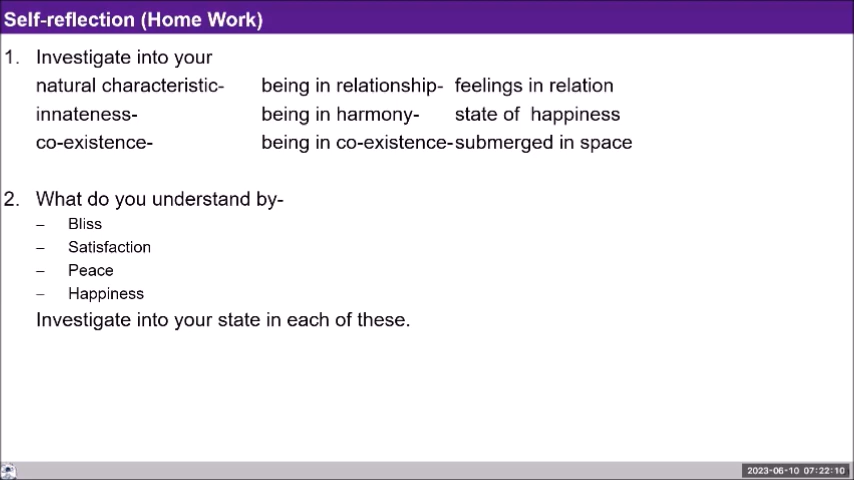 Self-reflection (Home Work)
1. Investigate into your
natural characteristic- being in relationship- feelings in relation
innateness- being in harmony- state of happiness
co-existence- being in co-existence- submerged in space
2. What do you understand by-
– Bliss
– Satisfaction
– Peace
– Happiness
Investigate into your state in each of these.
2023-06-10 07:22:10